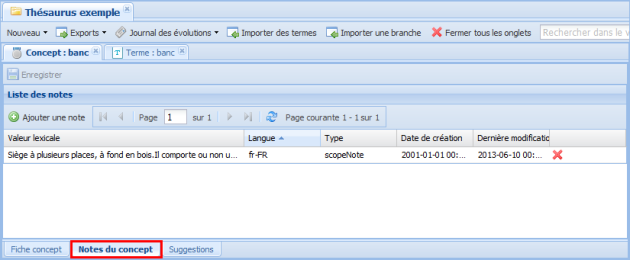 Thésaurus exemple
Nouveau Exports Journal des évolutions Importer des termes Importer une branche Fermer tous les onglets Rechercher dans le v
Concept : banc Terme : banc
Enregistrer
Liste des notes
Ajouter une note Page 1 sur 1 Page courante 1 - 1 sur 1
Valeur lexicale Langue Type Date de création Dernière modificatio
Siège à plusieurs places, à fond en bois.Il comporte ou non u... fr-FR scopeNote 2001-01-01 00:... 2013-06-10 00:...
Fiche concept Notes du concept Suggestions